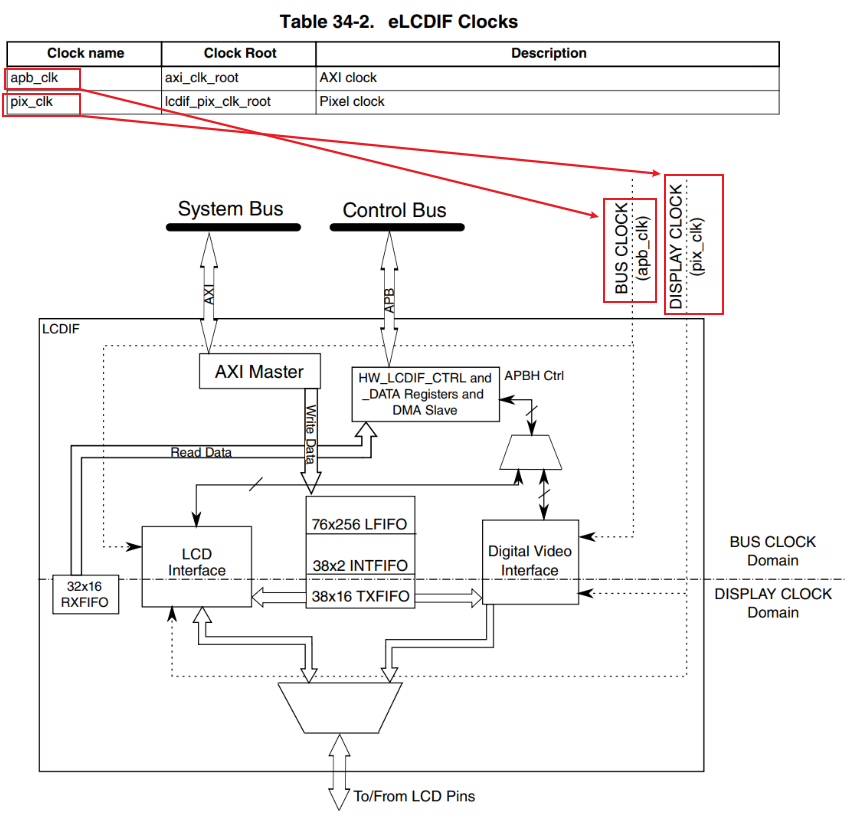 Table 34-2. eLCDIF Clocks
Clock name Clock Root Description
apb_clk axi_clk_root AXI clock
pix_clk lcdif_pix_clk_root Pixel clock
System Bus
Control Bus
BUS CLOCK
(apb_clk)
DISPLAY CLOCK
(pix_clk)
AXI
APB
LCDIF
AXI Master
HW_LCDIF_CTRL and
_DATA Registers and
DMA Slave
APBH Ctrl
Write Data
Read Data
76x256 LFIFO
38x2 INTFIFO
38x16 TXFIFO
LCD
Interface
Digital Video
Interface
32x16
RXFIFO
BUS CLOCK
Domain
DISPLAY CLOCK
Domain
To/From LCD Pins